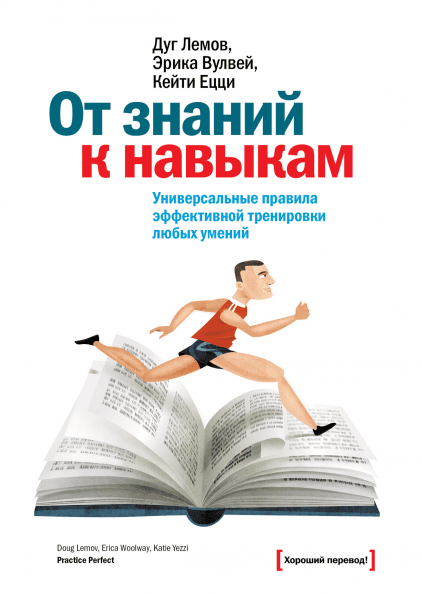 Дуг Лемов,
Эрика Вулвей,
Кейти Ецци
От знаний
к навыкам
Универсальные правила
эффективной тренировки
любых умений
Doug Lemov, Erica Woolway, Katie Yezzi
Practice Perfect
[ Хороший перевод! ]